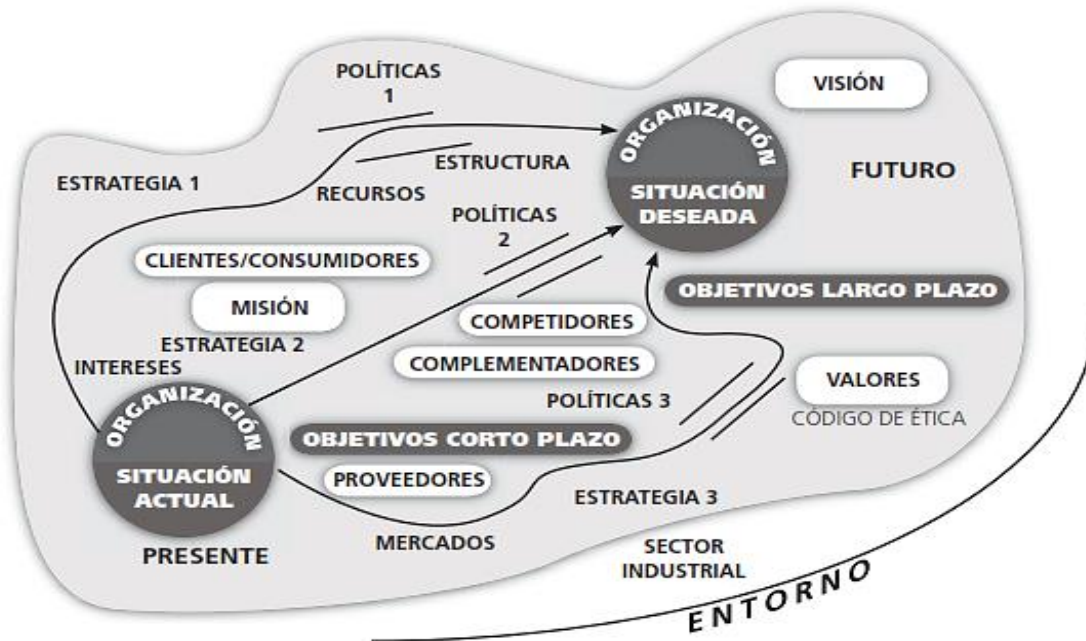 POLÍTICAS
1
VISIÓN
ORGANIZACIÓN
SITUACIÓN
DESEADA
FUTURO
ESTRATEGIA 1
ESTRUCTURA
RECURSOS
POLÍTICAS
2
CLIENTES/CONSUMIDORES
MISIÓN
OBJETIVOS LARGO PLAZO
COMPETIDORES
ESTRATEGIA 2
COMPLEMENTADORES
INTERESES
VALORES
CÓDIGO DE ÉTICA
POLÍTICAS 3
ORGANIZACIÓN
SITUACIÓN
ACTUAL
OBJETIVOS CORTO PLAZO
PROVEEDORES
ESTRATEGIA 3
MERCADOS
PRESENTE
SECTOR
INDUSTRIAL
ENTORNO